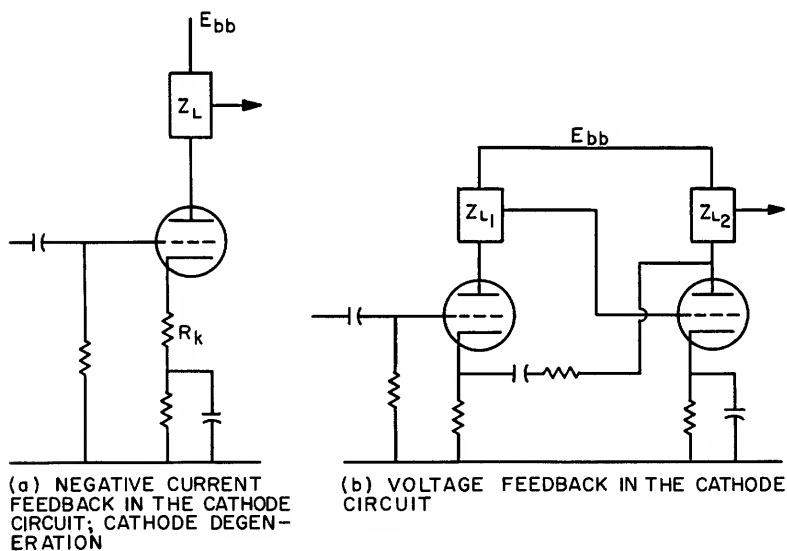 Ebb
ZL
Rk
(a) NEGATIVE CURRENT
FEEDBACK IN THE CATHODE
CIRCUIT; CATHODE DEGEN-
ERATION
Ebb
ZL1
ZL2
(b) VOLTAGE FEEDBACK IN THE CATHODE
CIRCUIT